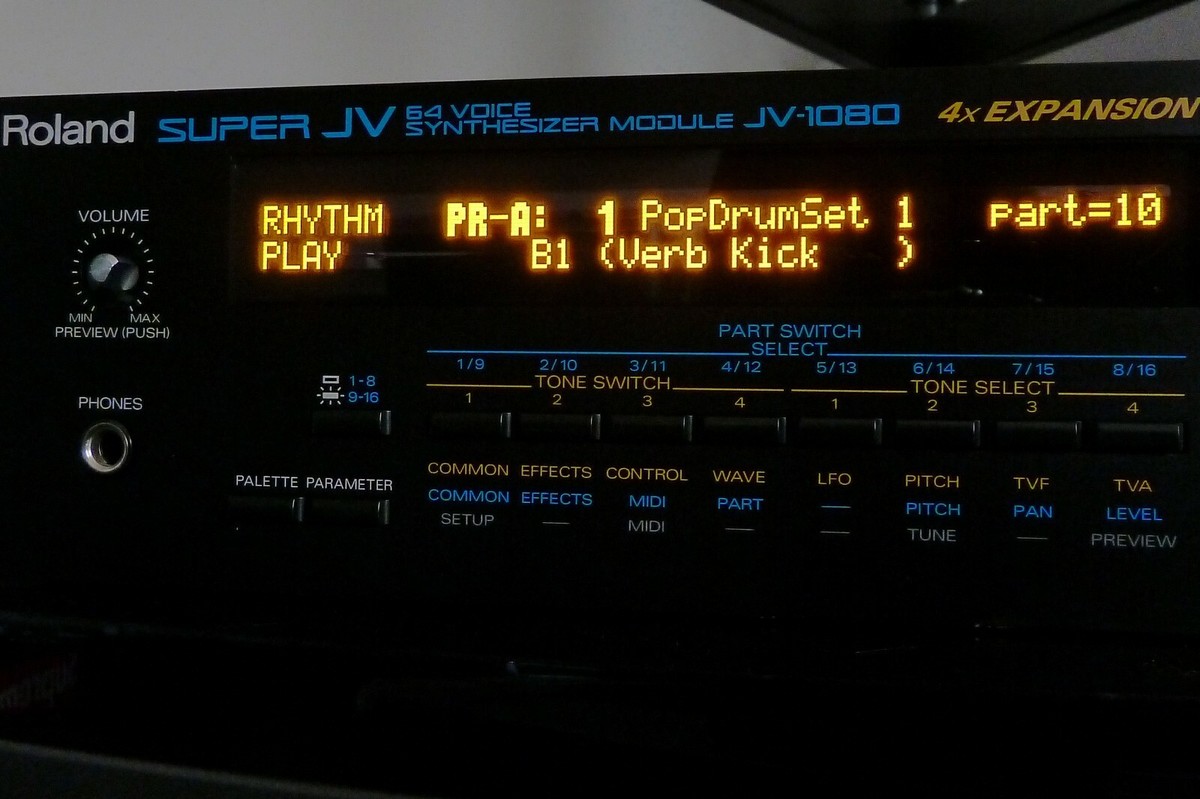 Roland SUPER JV 64 VOICE SYNTHESIZER MODULE JV-1080 4x EXPANSION
VOLUME
MIN MAX
PREVIEW (PUSH)
PHONES
RHYTHM PR-A: 1 PopDrumSet 1 part=10
PLAY B1 (Verb Kick )
PART SWITCH
SELECT
1/9 2/10 3/11 4/12 5/13 6/14 7/15 8/16
TONE SWITCH TONE SELECT
1 2 3 4 1 2 3 4
1-8
9-16
PALETTE PARAMETER
COMMON EFFECTS CONTROL WAVE LFO PITCH TVF TVA
COMMON EFFECTS MIDI PART — PITCH PAN LEVEL
SETUP — MIDI — — TUNE — PREVIEW